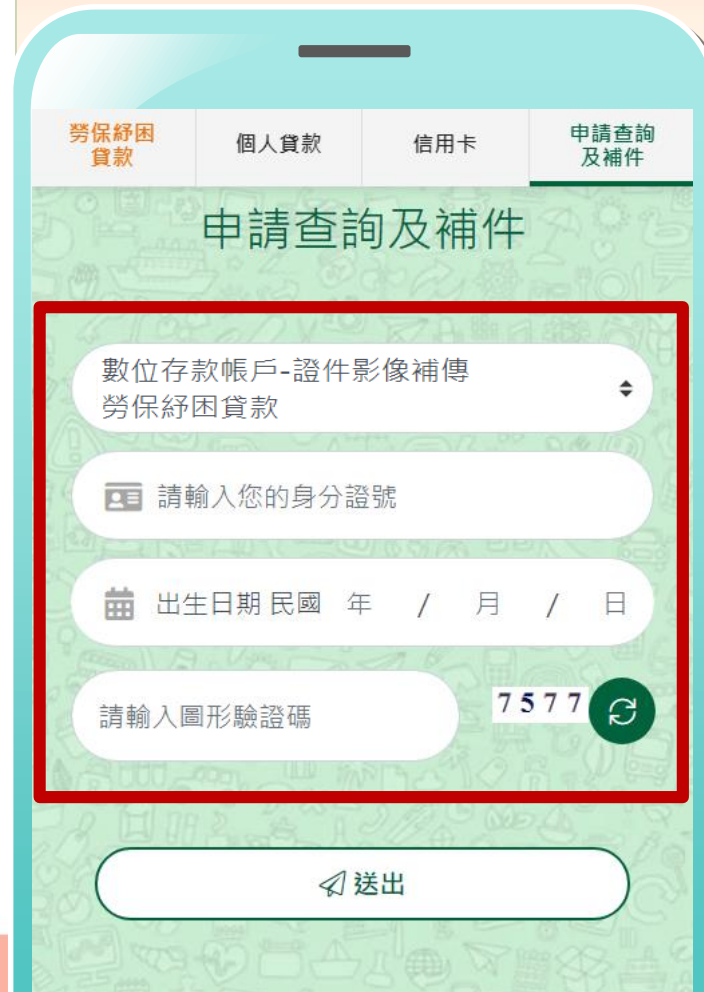 勞保紓困
貸款
個人貸款
信用卡
申請查詢
及補件
申請查詢及補件
數位存款帳戶-證件影像補傳
勞保紓困貸款
請輸入您的身分證號
出生日期 民國 年 / 月 / 日
請輸入圖形驗證碼
7577
送出